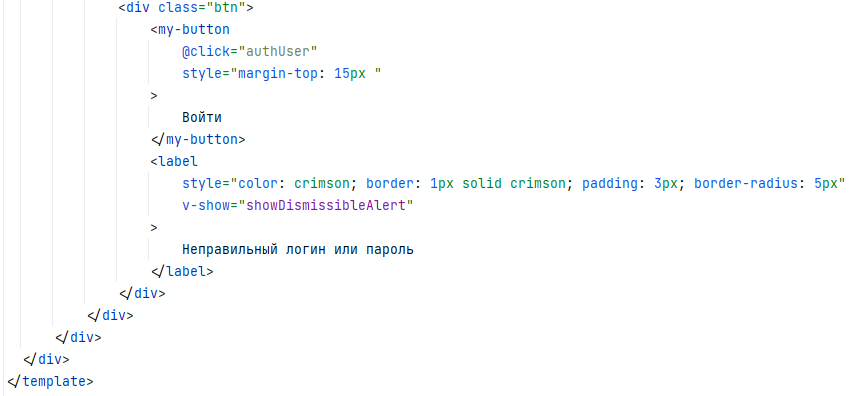 <div class="btn">
<my-button
@click="authUser"
style="margin-top: 15px "
>
Войти
</my-button>
<label
style="color: crimson; border: 1px solid crimson; padding: 3px; border-radius: 5px"
v-show="showDismissibleAlert"
>
Неправильный логин или пароль
</label>
</div>
</div>
</div>
</div>
</template>